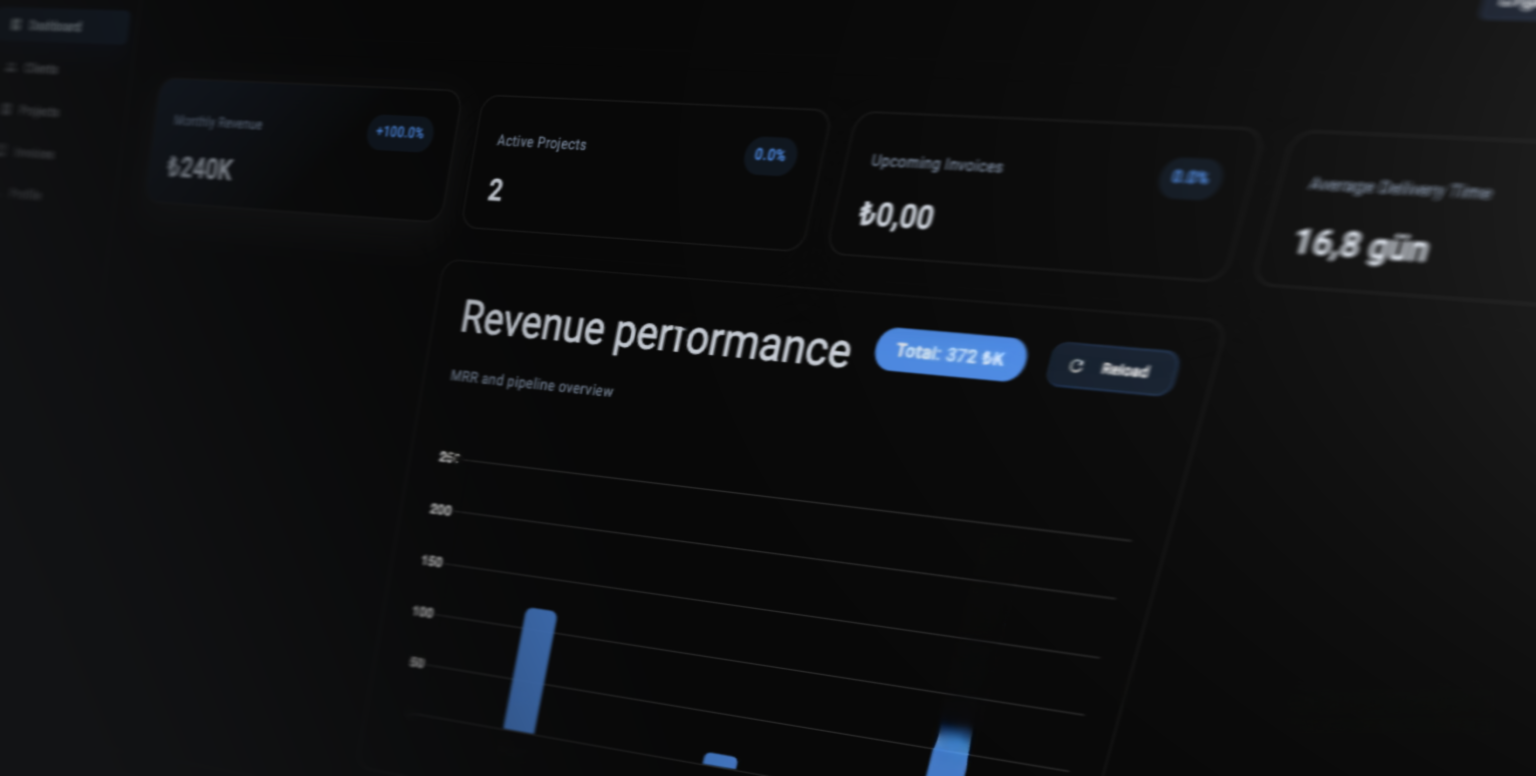 Dashboard
Clients
Projects
Invoices
Profile
Monthly Revenue
+100.0%
₺240K
Active Projects
0.0%
2
Upcoming Invoices
0.0%
₺0,00
Average Delivery Time
16,8 gün
Revenue performance
Total: 372 ₺K
Reload
MRR and pipeline overview
200
150
100
50